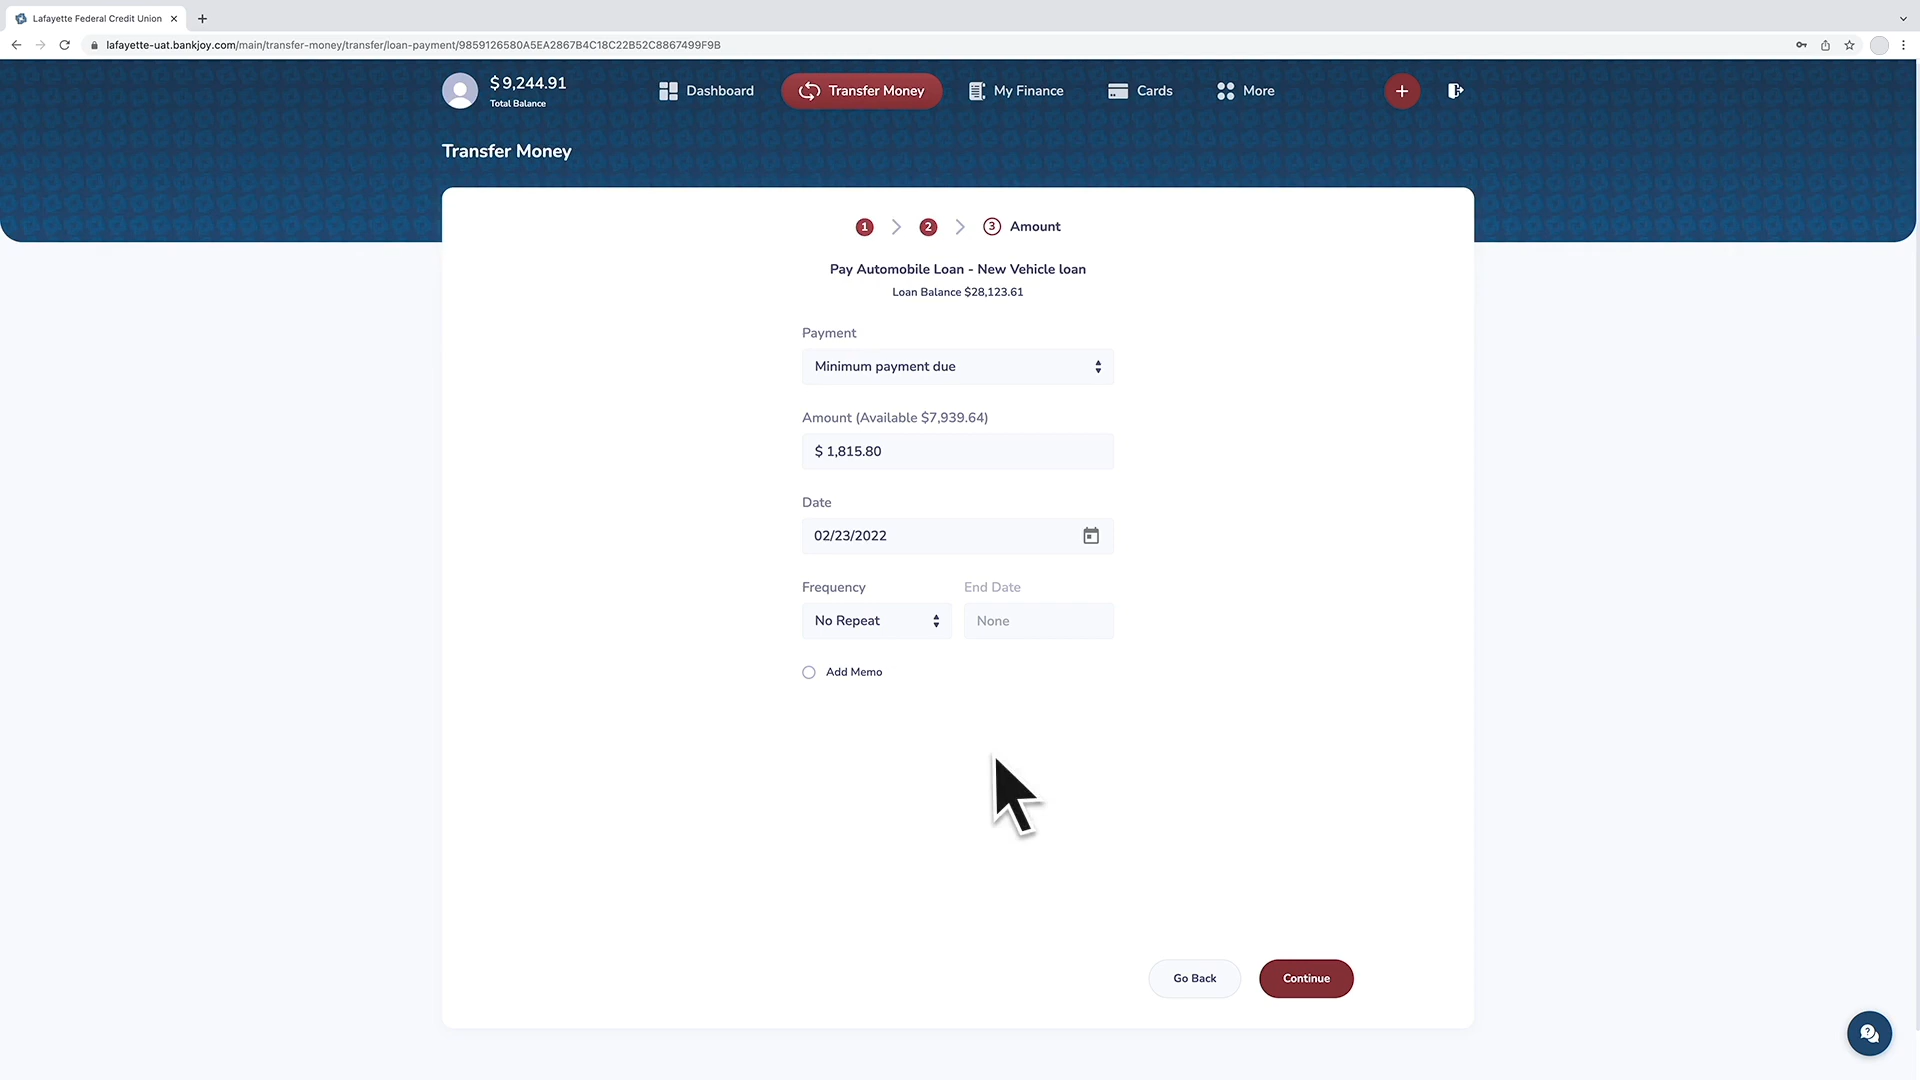 Lafayette Federal Credit Union
lafayette-uat.bankjoy.com/main/transfer-money/transfer/loan-payment/9859126580A5EA2867B4C18C22B52C8867499F9B
$ 9,244.91
Total Balance
Dashboard
Transfer Money
My Finance
Cards
More
Transfer Money
1 2 3 Amount
Pay Automobile Loan - New Vehicle loan
Loan Balance $28,123.61
Payment
Minimum payment due
Amount (Available $7,939.64)
$ 1,815.80
Date
02/23/2022
Frequency End Date
No Repeat None
Add Memo
Go Back Continue